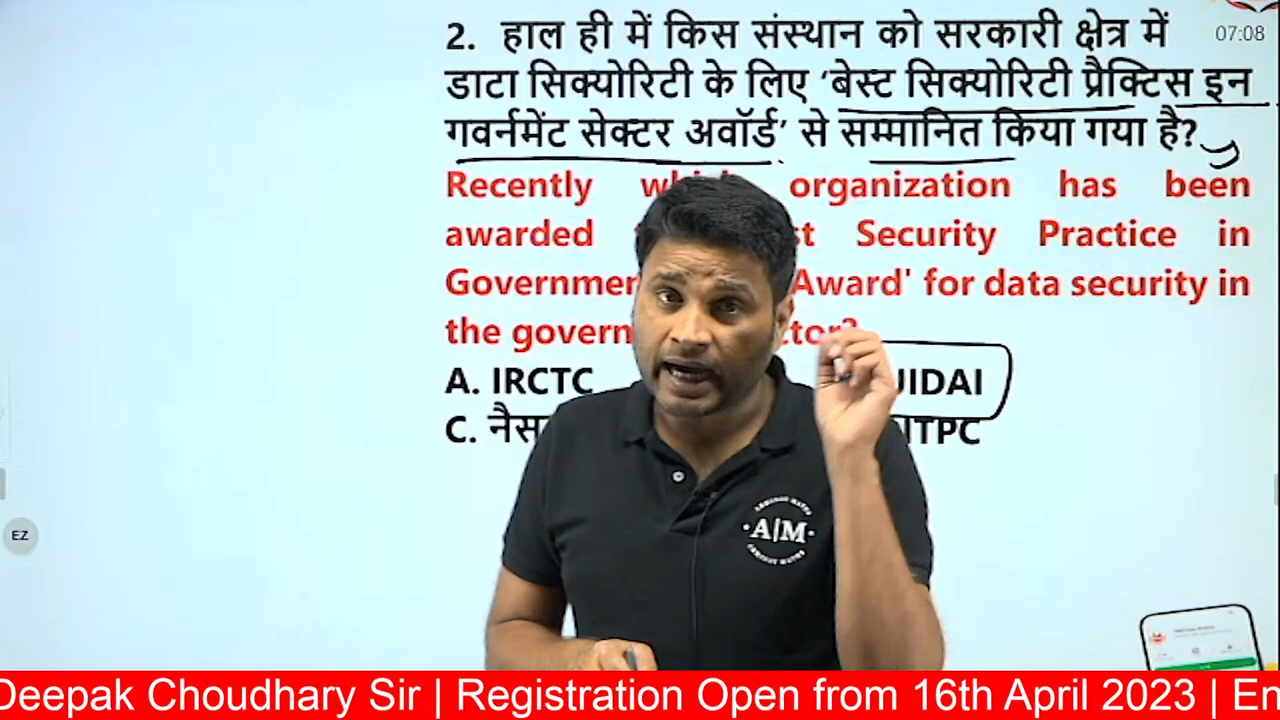 07:08
2. हाल ही में किस संस्थान को सरकारी क्षेत्र में
डाटा सिक्योरिटी के लिए ‘बेस्ट सिक्योरिटी प्रैक्टिस इन
गवर्नमेंट सेक्टर अवॉर्ड’ से सम्मानित किया गया है?
Recently organization has been
awarded Security Practice in
Award' for data security in
the
A. IRCTC
C.
EZ
A|M
Deepak Choudhary Sir | Registration Open from 16th April 2023 |